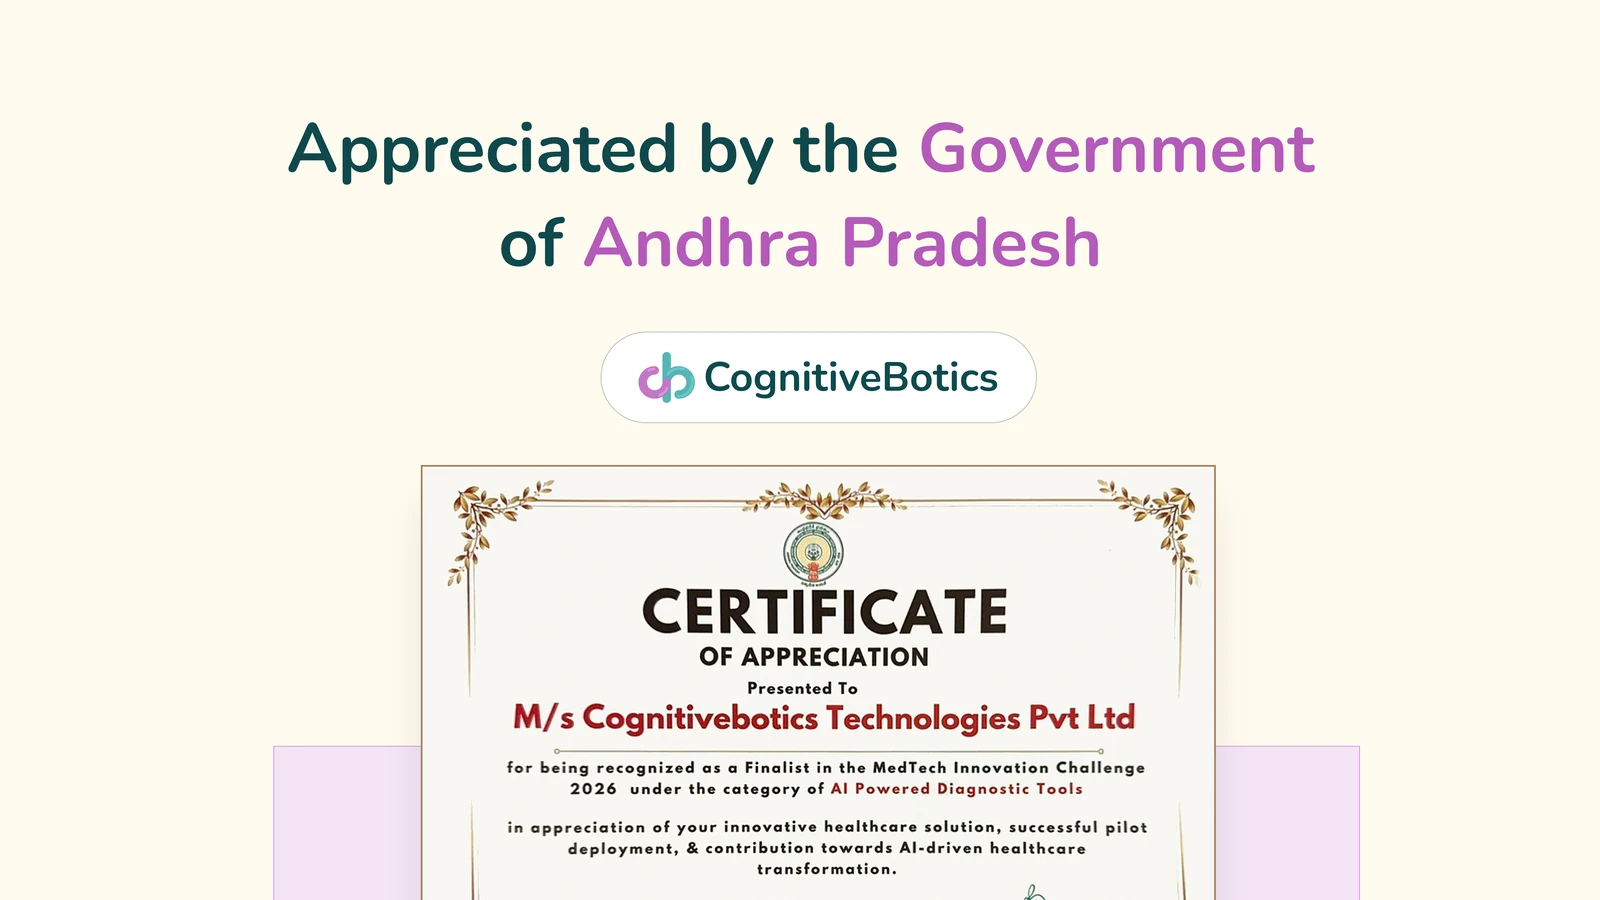 Appreciated by the Government
of Andhra Pradesh
CognitiveBotics
CERTIFICATE
OF APPRECIATION
Presented To
M/s Cognitivebotics Technologies Pvt Ltd
for being recognized as a Finalist in the MedTech Innovation Challenge
2026 under the category of AI Powered Diagnostic Tools
in appreciation of your innovative healthcare solution, successful pilot
deployment, & contribution towards AI-driven healthcare
transformation.